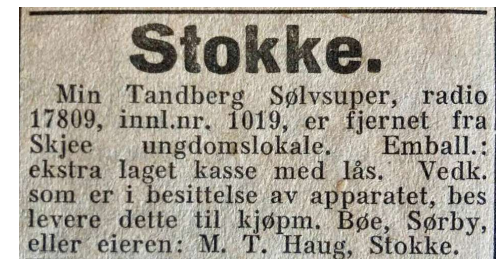 Stokke.
Min Tandberg Sølvsuper, radio
17809, innl.nr. 1019, er fjernet fra
Skjee ungdomslokale. Emball.:
ekstra laget kasse med lås. Vedk.
som er i besittelse av apparatet, bes
levere dette til kjøpm. Bøe, Sørby,
eller eieren: M. T. Haug, Stokke.